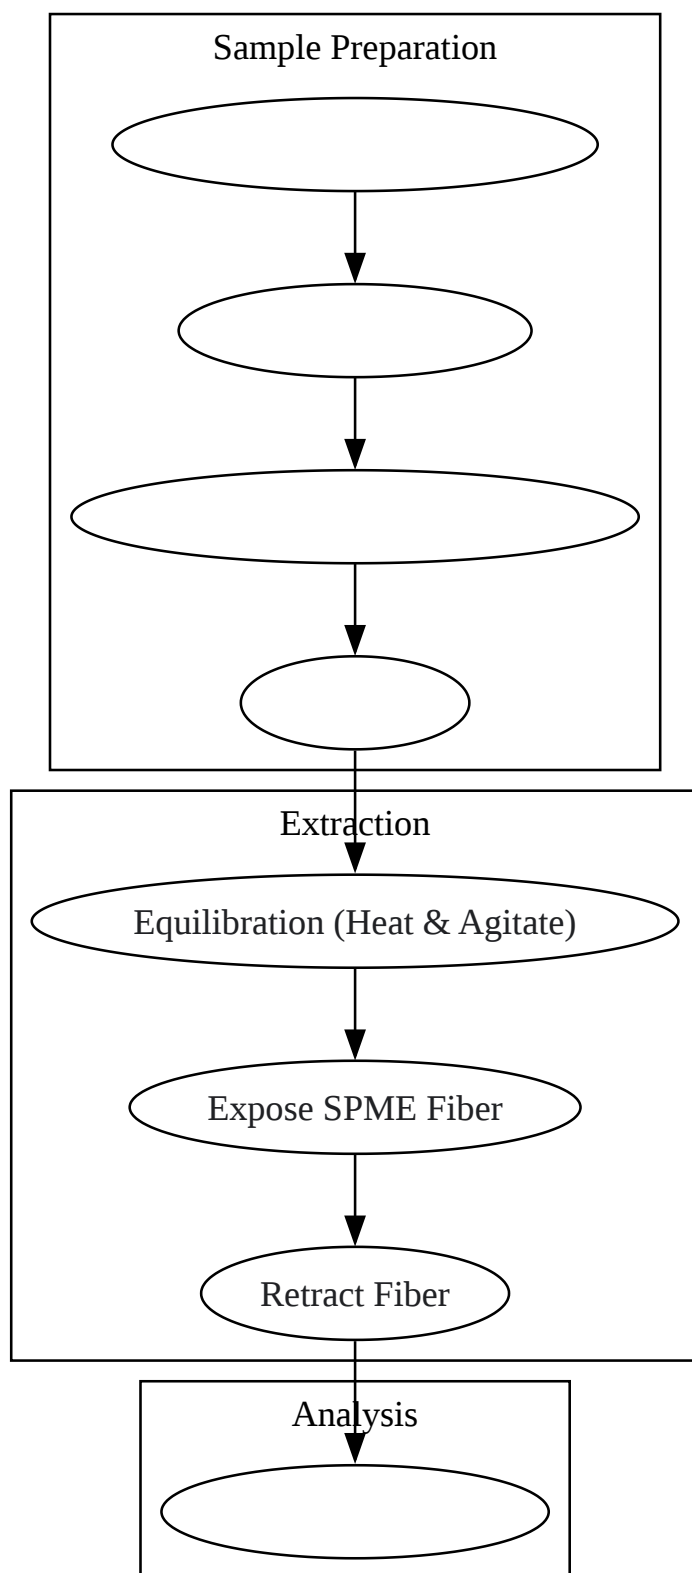 Sample Preparation
Extraction
Equilibration (Heat & Agitate)
Expose SPME Fiber
Retract Fiber
Analysis